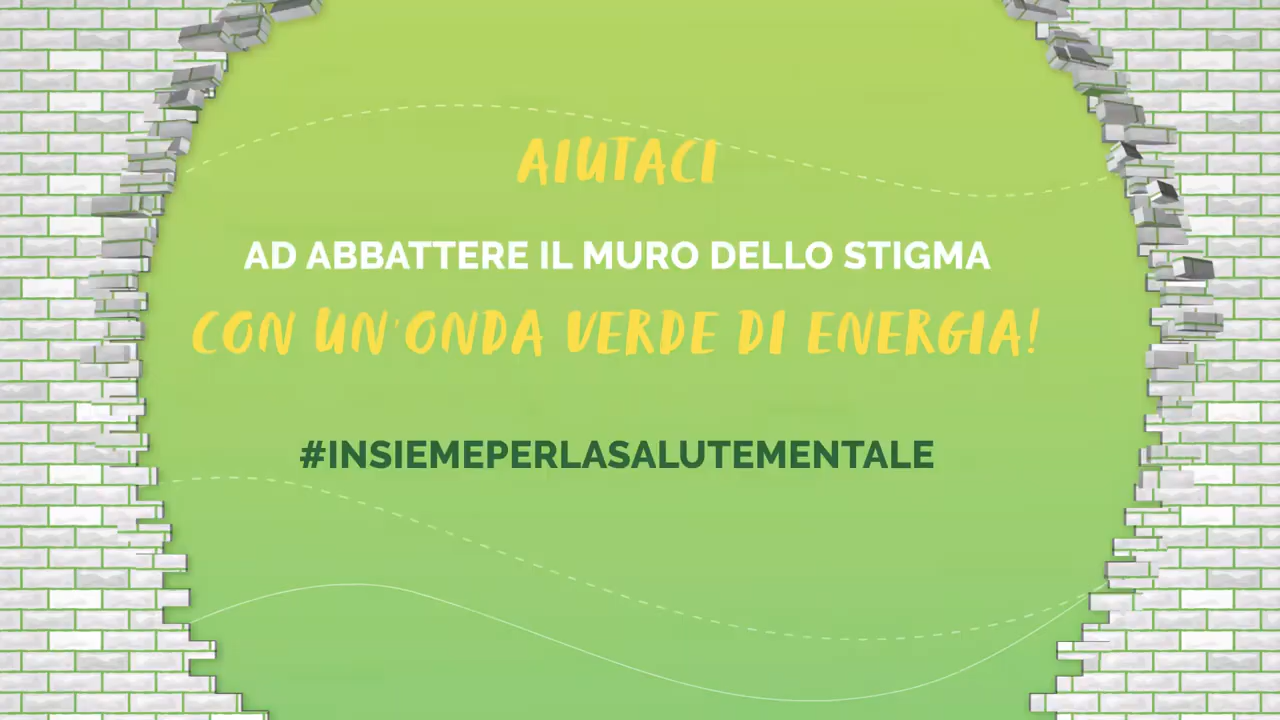 AIUTACI
AD ABBATTERE IL MURO DELLO STIGMA
CON UN'ONDA VERDE DI ENERGIA!
#INSIEMEPERLASALUTEMENTALE